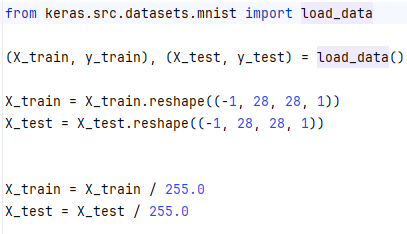 from keras.src.datasets.mnist import load_data
(X_train, y_train), (X_test, y_test) = load_data()
X_train = X_train.reshape((-1, 28, 28, 1))
X_test = X_test.reshape((-1, 28, 28, 1))
X_train = X_train / 255.0
X_test = X_test / 255.0